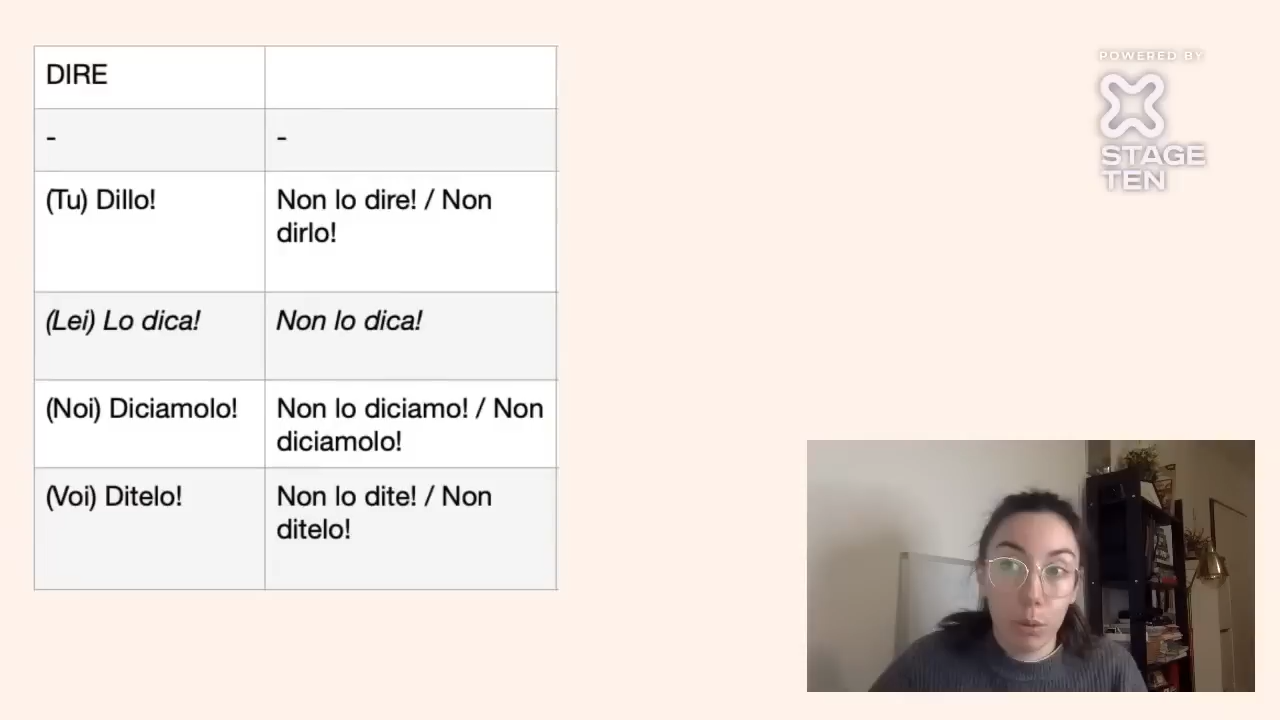 DIRE
-
-
(Tu) Dillo!
Non lo dire! / Non
dirlo!
(Lei) Lo dica!
Non lo dica!
(Noi) Diciamolo!
Non lo diciamo! / Non
diciamolo!
(Voi) Ditelo!
Non lo dite! / Non
ditelo!
POWERED BY
STAGE
TEN